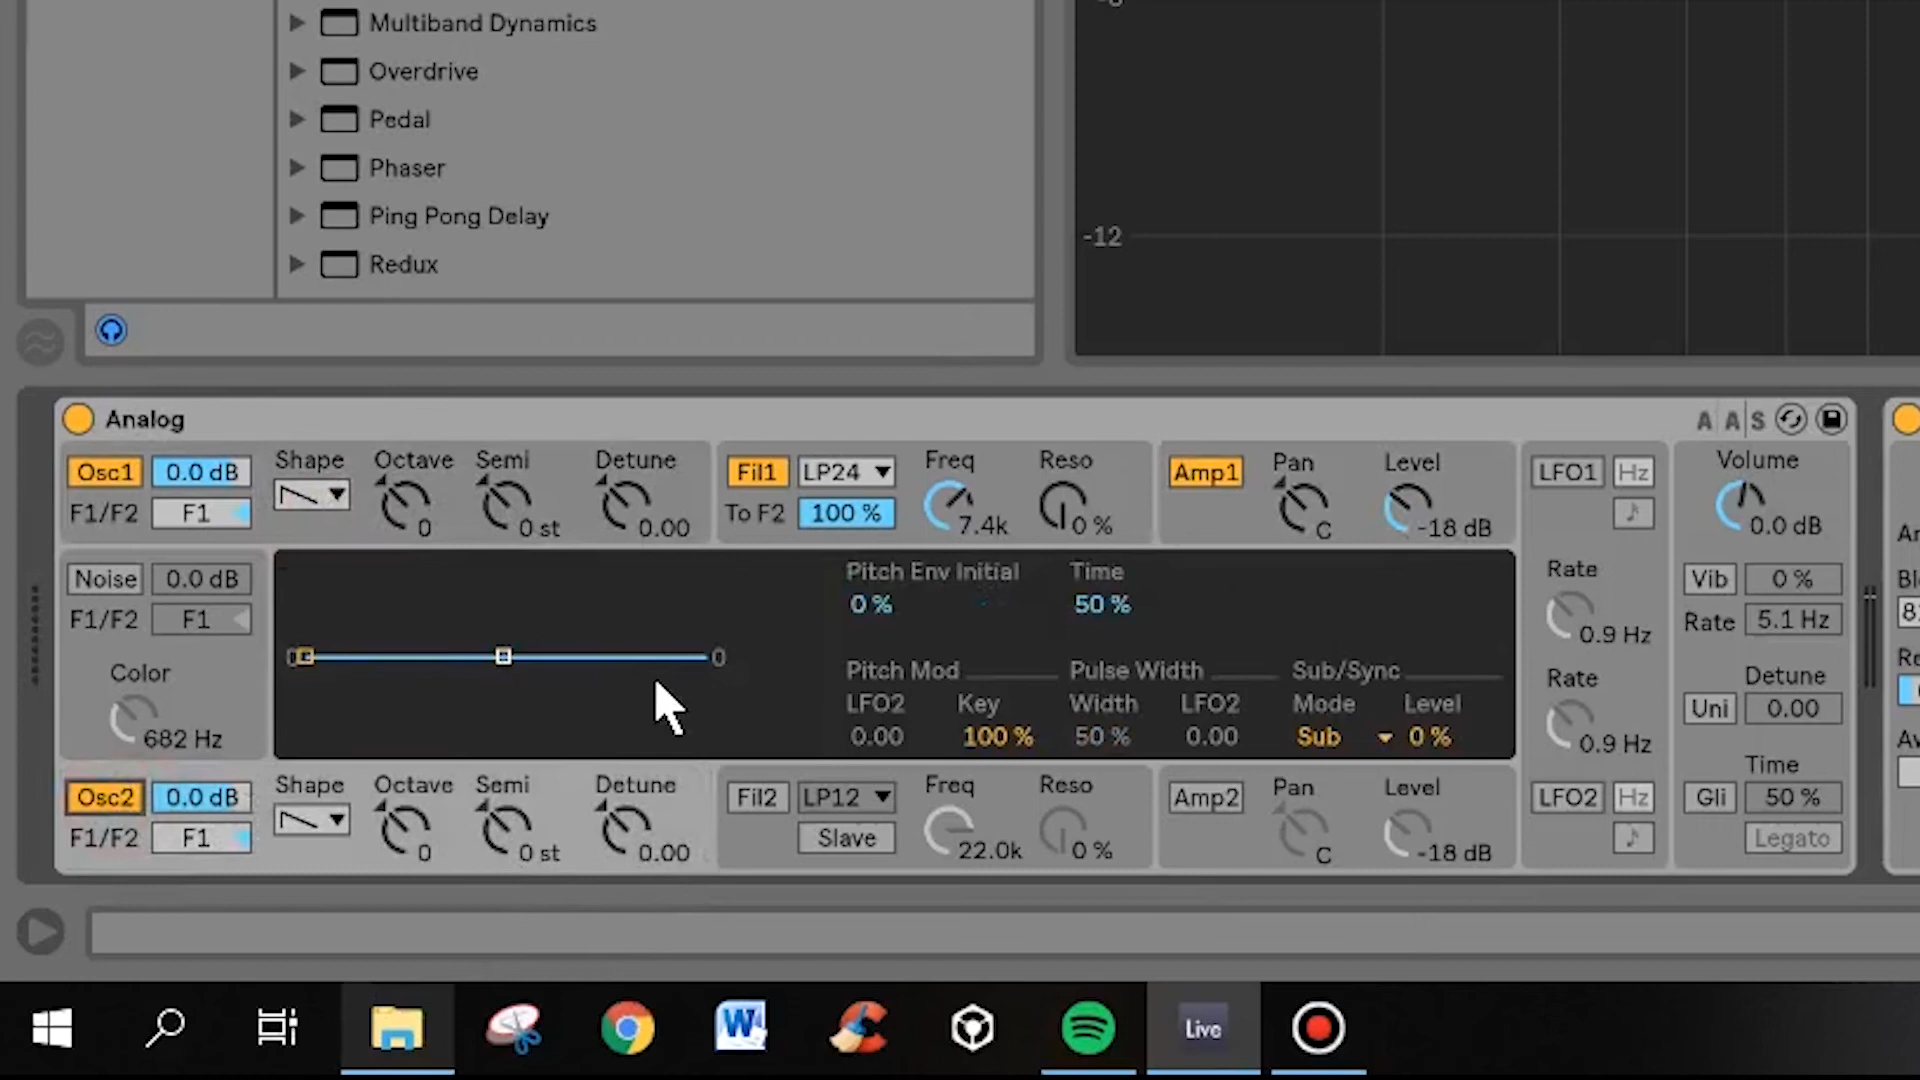 Multiband Dynamics
Overdrive
Pedal
Phaser
Ping Pong Delay
Redux
-12
Analog
A A S
Osc1 0.0 dB Shape Octave Semi Detune Fil1 LP24 Freq Reso Amp1 Pan Level LFO1 Hz Volume
F1/F2 F1 0 0 st 0.00 To F2 100 % 7.4k 0 % C -18 dB 0.0 dB
Noise 0.0 dB Pitch Env Initial Time Rate Vib 0 %
F1/F2 F1 0 % 50 % 0.9 Hz Rate 5.1 Hz
0 0
Color Pitch Mod Pulse Width Sub/Sync Rate Detune
LFO2 Key Width LFO2 Mode Level Uni 0.00
682 Hz 0.00 100 % 50 % 0.00 Sub 0 % 0.9 Hz
Time
Osc2 0.0 dB Shape Octave Semi Detune Fil2 LP12 Freq Reso Amp2 Pan Level LFO2 Hz Gli 50 %
F1/F2 F1 0 0 st 0.00 Slave 22.0k 0 % C -18 dB Legato
W Live